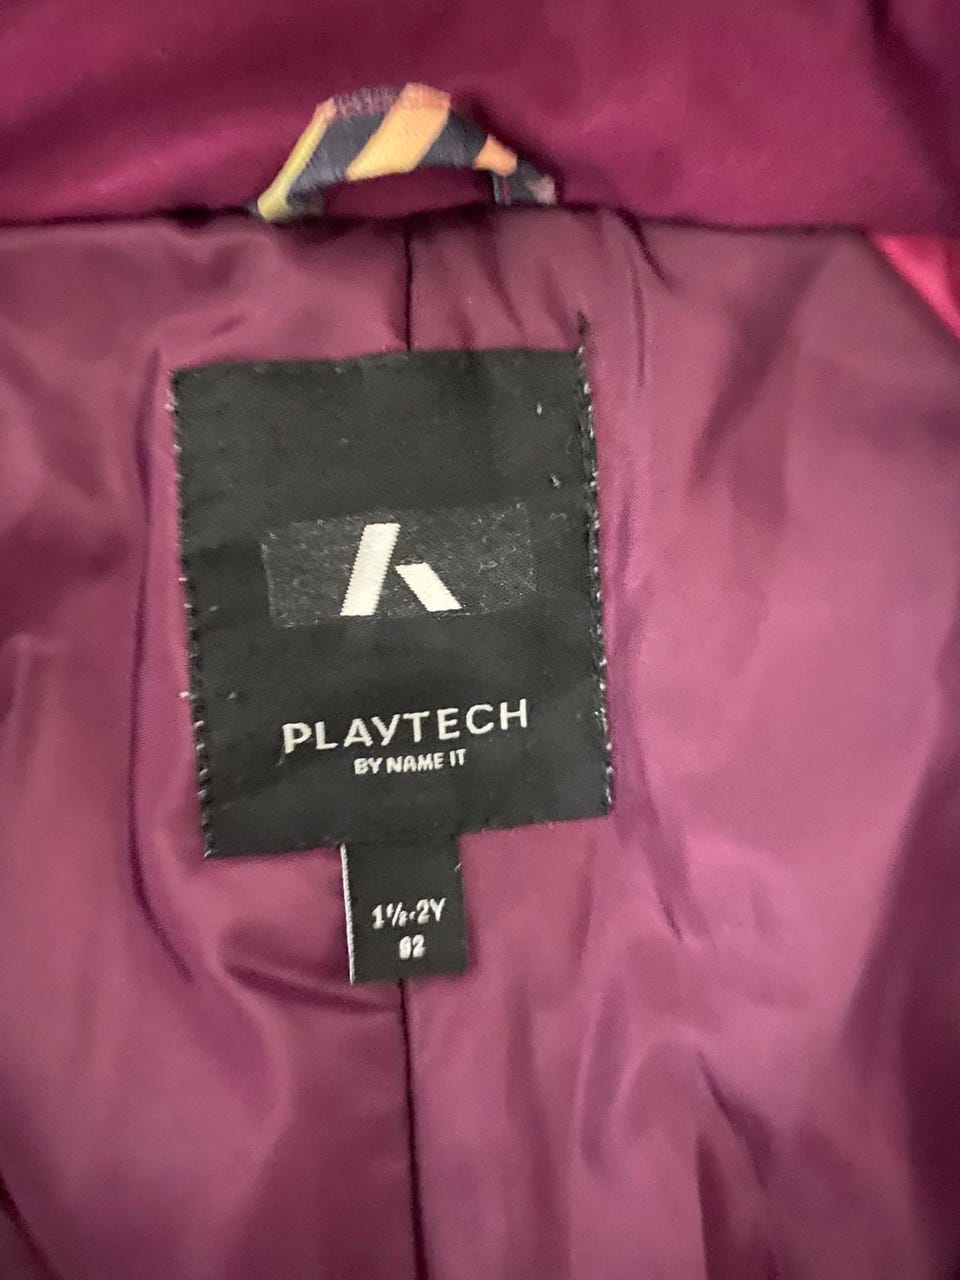 PLAYTECH
BY NAME IT
1½-2Y
92